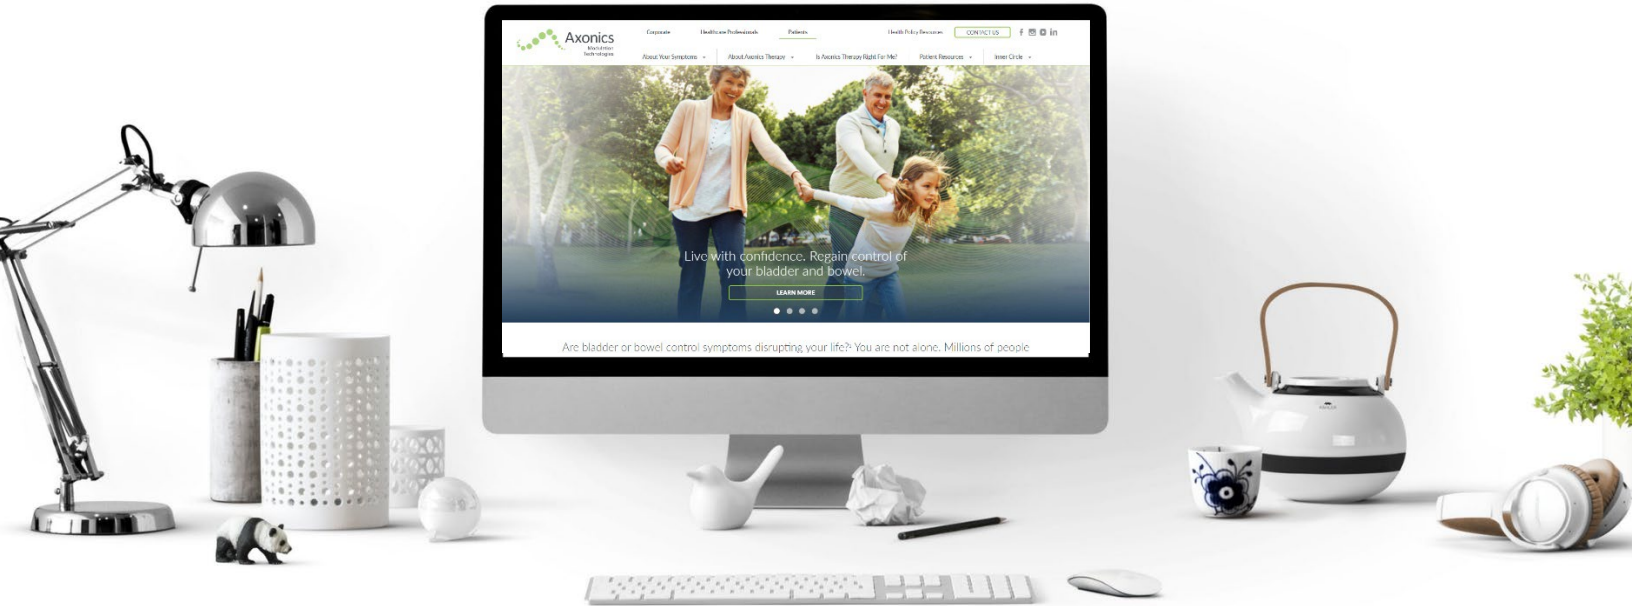 Axonics
Modulation
Technologies
Corporate
Healthcare Professionals
Patients
Health Policy Resources
CONTACT US
About Your Symptoms
About Axonics Therapy
Is Axonics Therapy Right For Me?
Patient Resources
Inner Circle
Live with confidence. Regain control of
your bladder and bowel.
LEARN MORE
Are bladder or bowel control symptoms disrupting your life? You are not alone. Millions of people